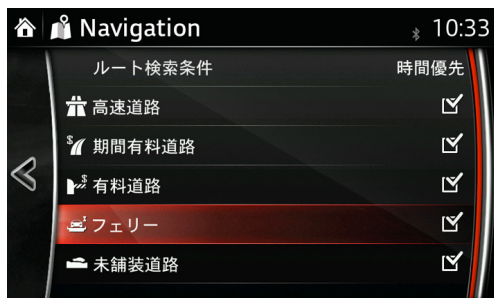 Navigation 10:33
ルート検索条件 時間優先
高速道路
$ 期間有料道路
$ 有料道路
フェリー
未舗装道路